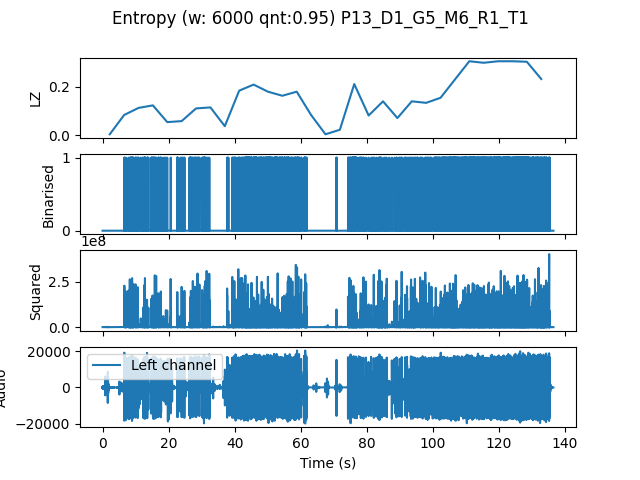 Entropy (w: 6000 qnt:0.95) P13_D1_G5_M6_R1_T1
LZ
0.2
0.0
Binarised
1
0
1e8
Squared
2.5
0.0
Audio
20000
0
−20000
Left channel
0 20 40 60 80 100 120 140
Time (s)